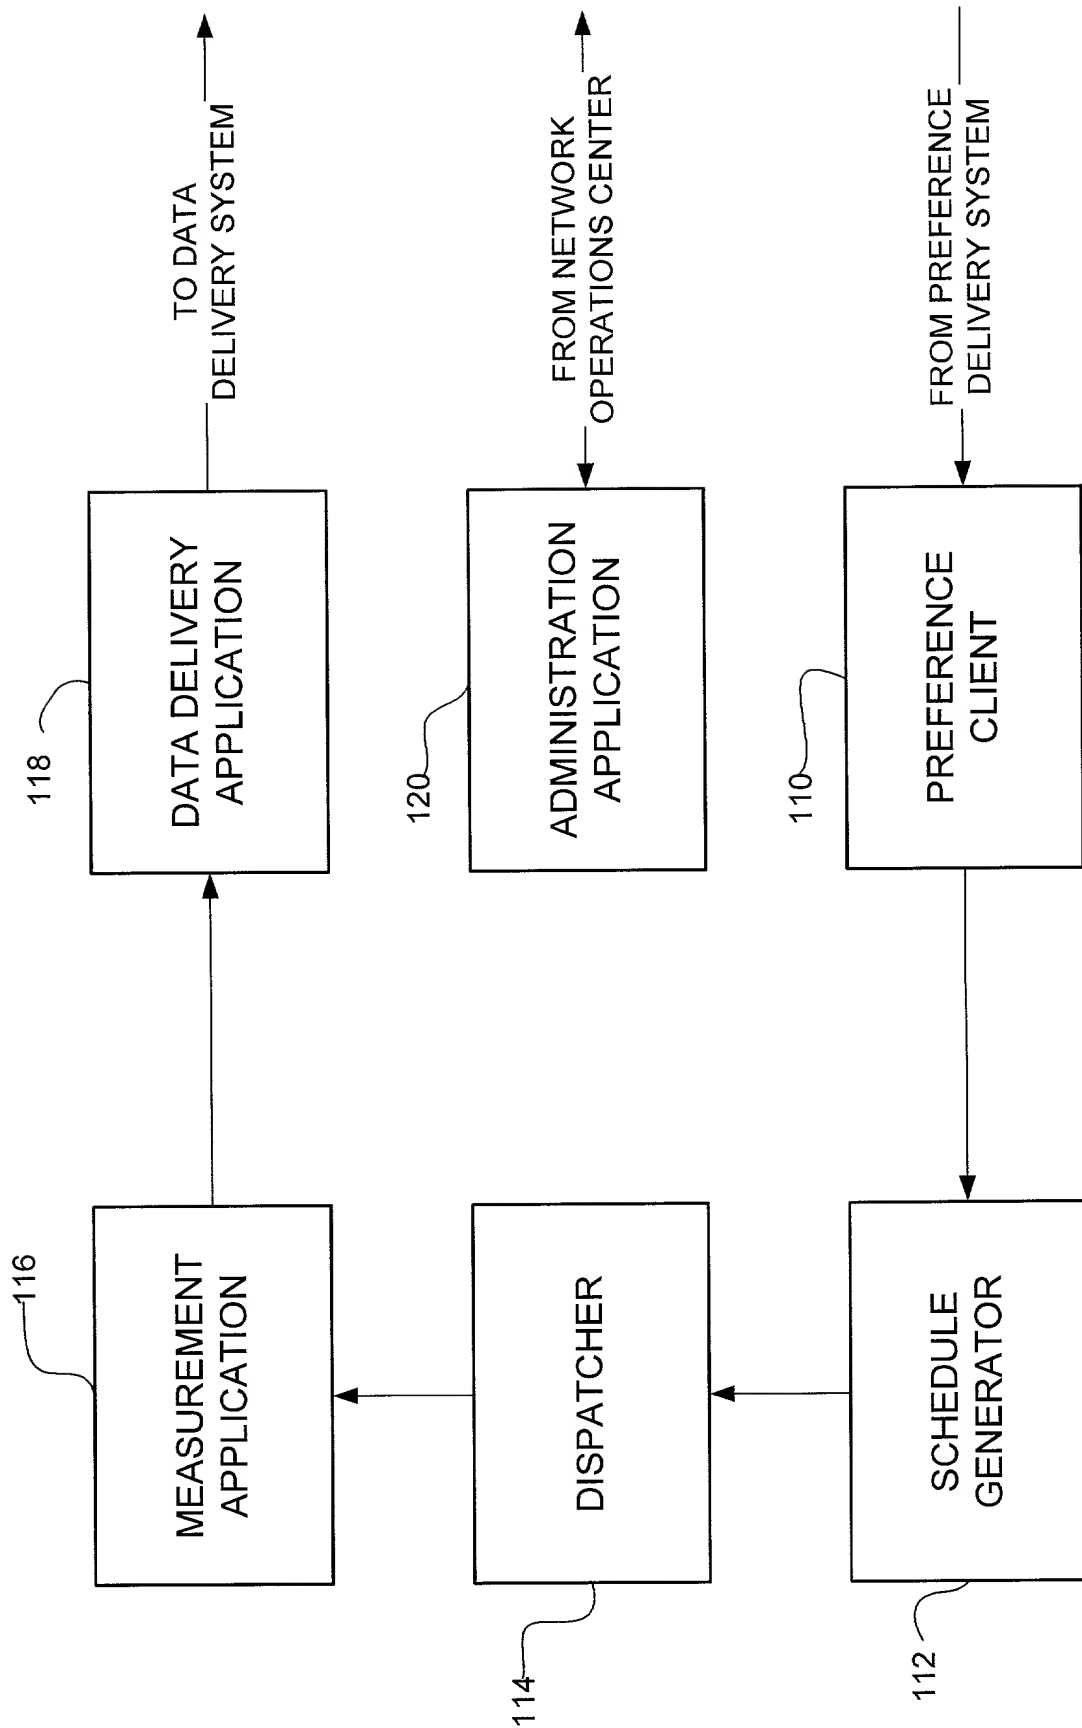 116
MEASUREMENT
APPLICATION
118
DATA DELIVERY
APPLICATION
TO DATA
DELIVERY SYSTEM
114
DISPATCHER
120
ADMINISTRATION
APPLICATION
FROM NETWORK
OPERATIONS CENTER
112
SCHEDULE
GENERATOR
110
PREFERENCE
CLIENT
FROM PREFERENCE
DELIVERY SYSTEM